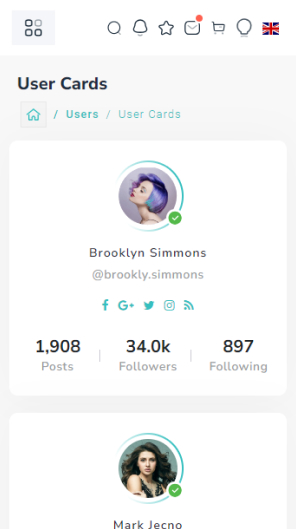 User Cards
/ Users / User Cards
Brooklyn Simmons
@brookly.simmons
1,908 34.0k 897
Posts Followers Following
Mark Jecno